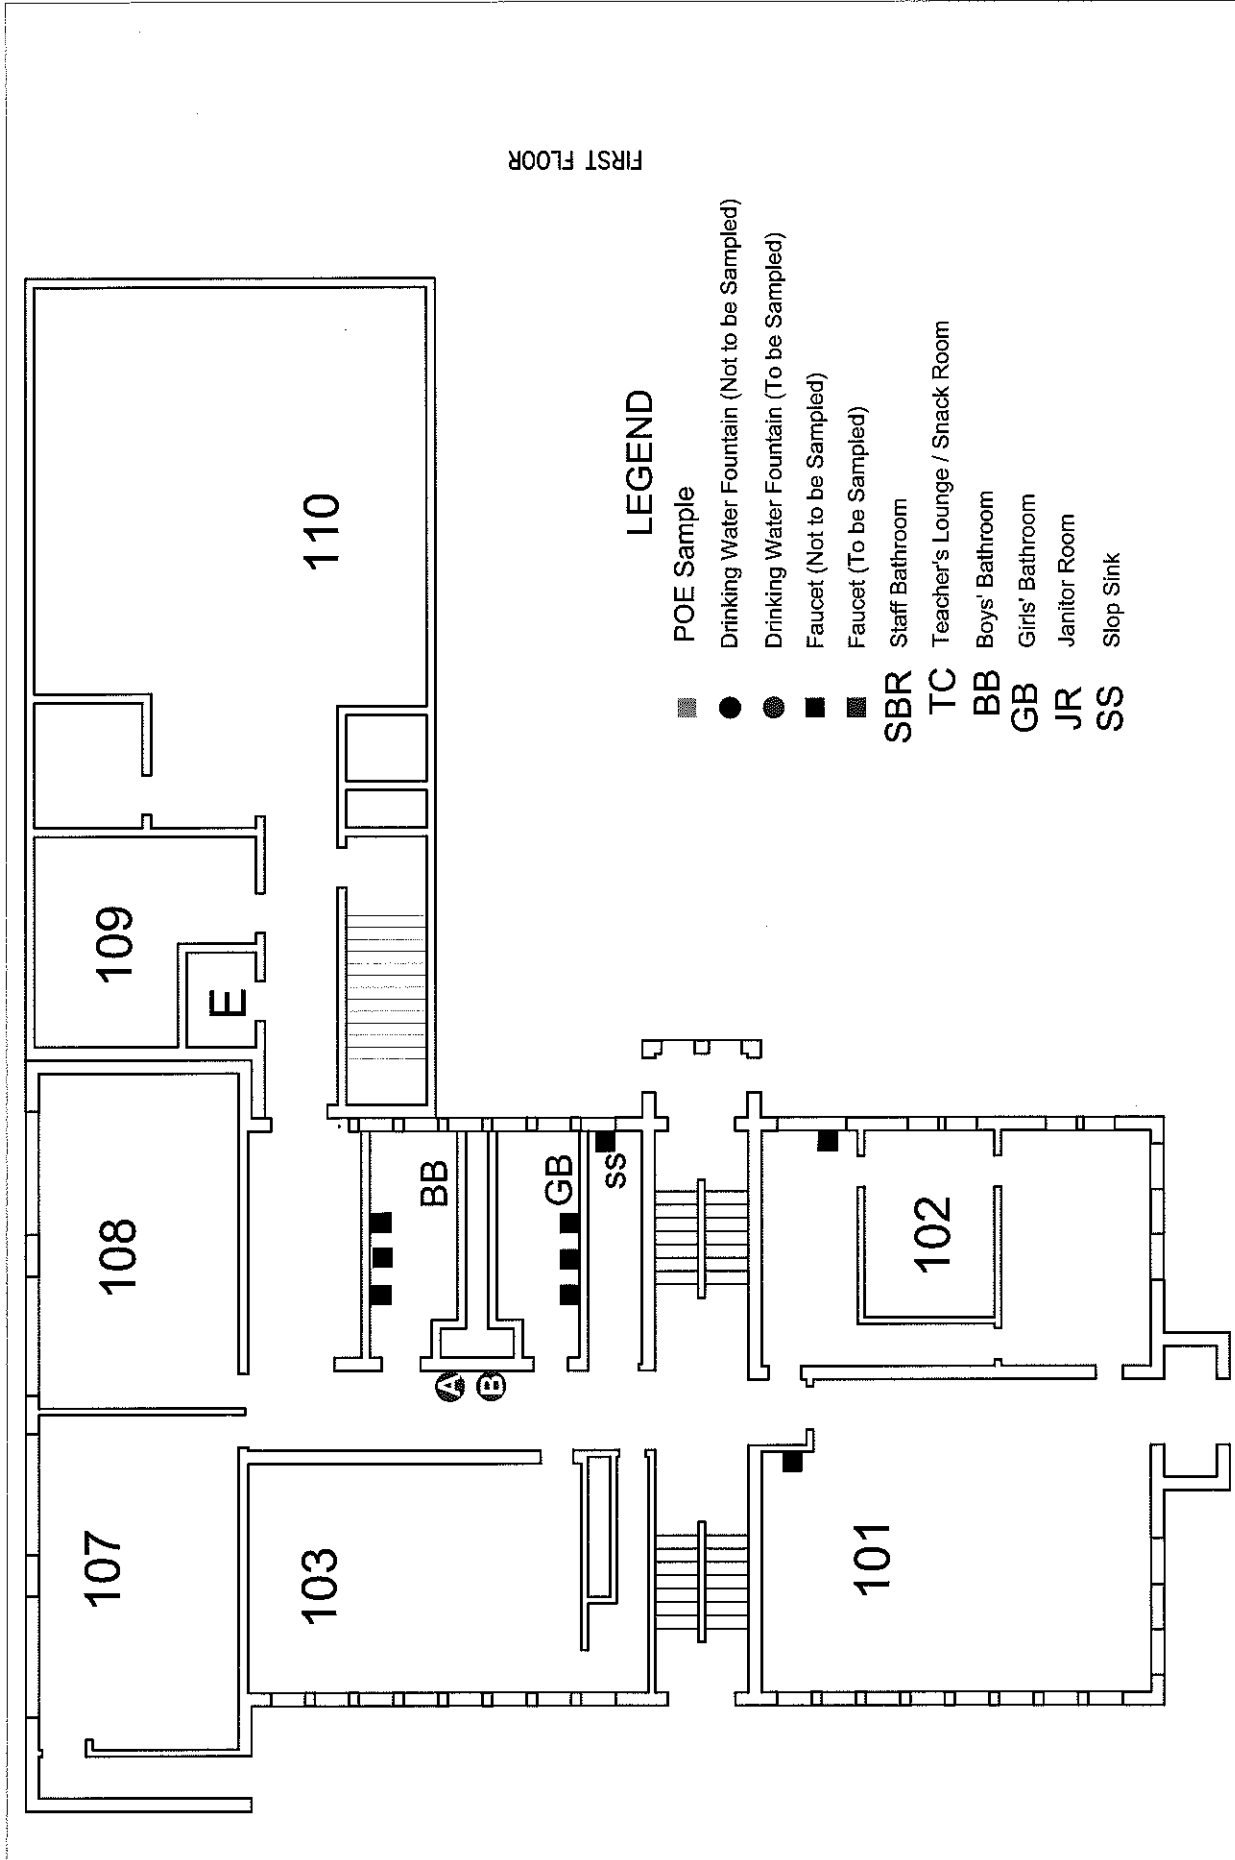 FIRST FLOOR
107
108
109
E
110
103
BB
A
B
GB
SS
101
102
LEGEND
POE Sample
Drinking Water Fountain (Not to be Sampled)
Drinking Water Fountain (To be Sampled)
Faucet (Not to be Sampled)
Faucet (To be Sampled)
SBR Staff Bathroom
TC Teacher's Lounge / Snack Room
BB Boys' Bathroom
GB Girls' Bathroom
JR Janitor Room
SS Slop Sink